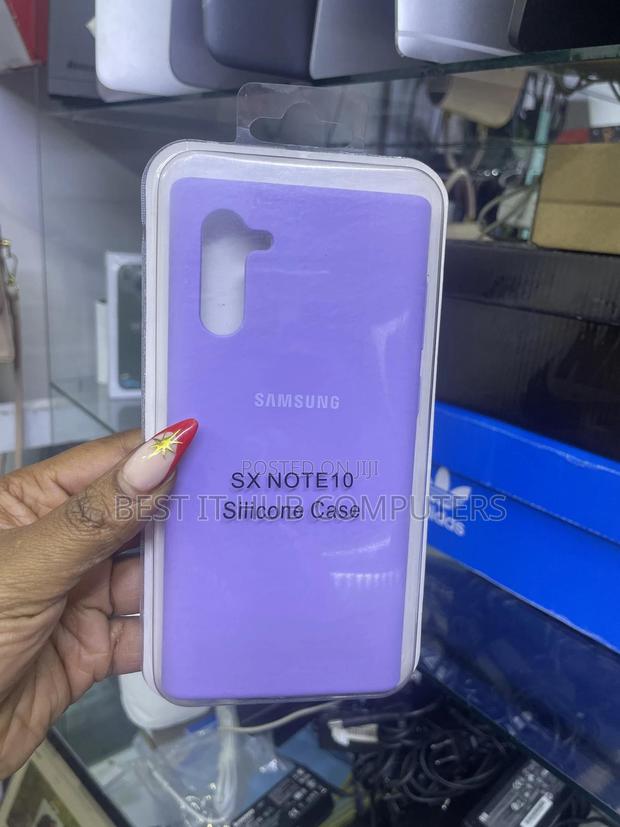 SAMSUNG
POSTED ON JIJI
SX NOTE10
BEST IT HUB COMPUTERS
Silicone Case
adidas